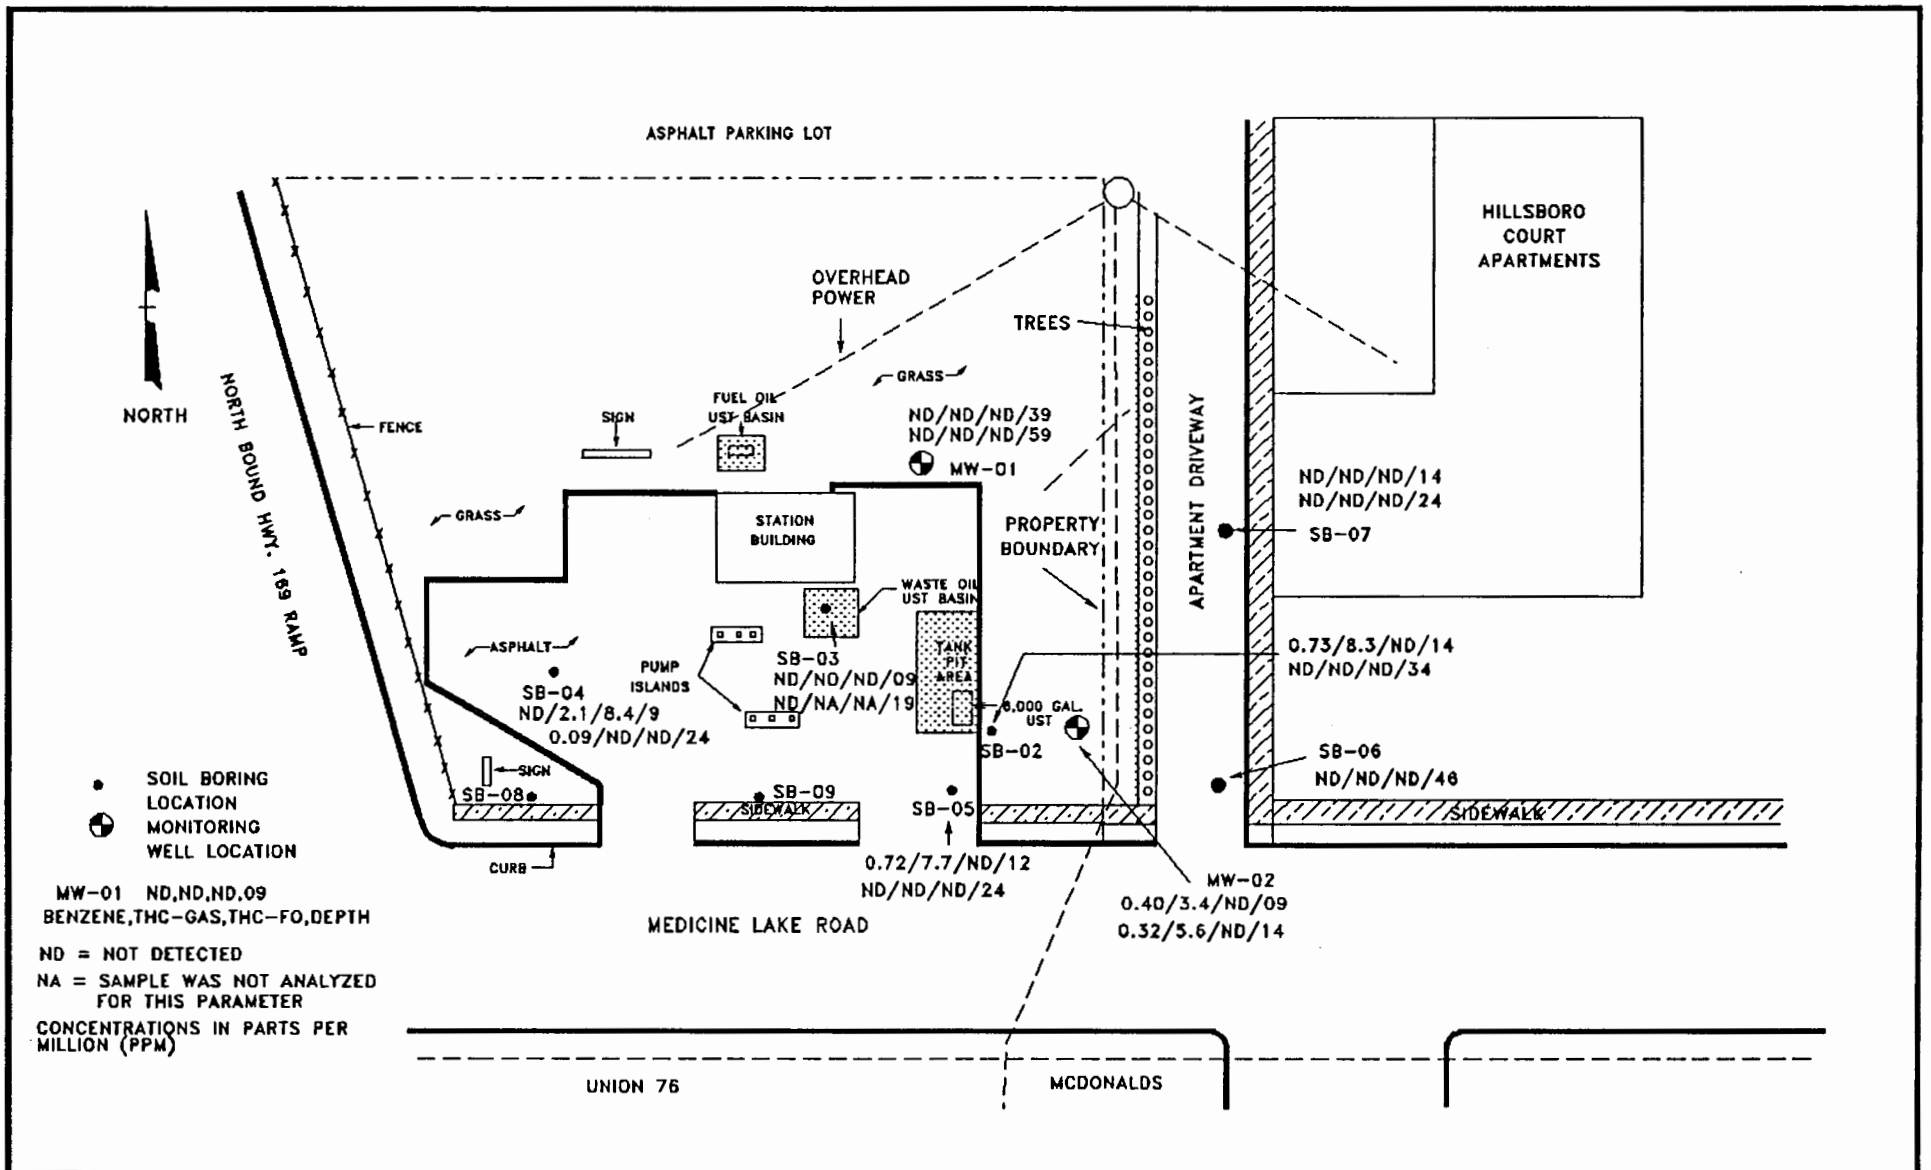 ASPHALT PARKING LOT
HILLSBORO
COURT
APARTMENTS
OVERHEAD
POWER
TREES
GRASS
NORTH
NORTH BOUND HWY. 169 RAMP
FENCE
SIGN
FUEL OIL
UST BASIN
ND/ND/ND/39
ND/ND/ND/59
MW-01
APARTMENT DRIVEWAY
ND/ND/ND/14
ND/ND/ND/24
SB-07
GRASS
STATION
BUILDING
PROPERTY
BOUNDARY
WASTE OIL
UST BASIN
ASPHALT
PUMP
ISLANDS
SB-03
ND/NO/ND/09
ND/NA/NA/19
TANK
PIT
AREA
0.73/8.3/ND/14
ND/ND/ND/34
SB-04
ND/2.1/8.4/9
0.09/ND/ND/24
6,000 GAL.
UST
SB-02
SB-06
ND/ND/ND/46
SIGN
SB-08
SB-09
SIDEWALK
SB-05
SIDEWALK
SOIL BORING
LOCATION
MONITORING
WELL LOCATION
CURB
0.72/7.7/ND/12
ND/ND/ND/24
MW-02
0.40/3.4/ND/09
0.32/5.6/ND/14
MW-01 ND,ND,ND,09
BENZENE,THC-GAS,THC-FO,DEPTH
MEDICINE LAKE ROAD
ND = NOT DETECTED
NA = SAMPLE WAS NOT ANALYZED
FOR THIS PARAMETER
CONCENTRATIONS IN PARTS PER
MILLION (PPM)
UNION 76
MCDONALDS